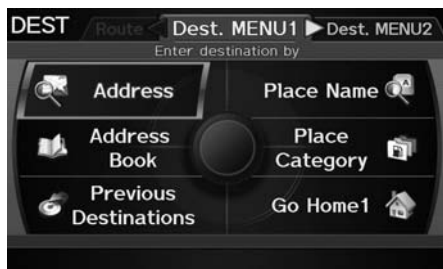 DEST Route Dest. MENU1 Dest. MENU2
Enter destination by
Address
Place Name
Address
Book
Place
Category
Previous
Destinations
Go Home1